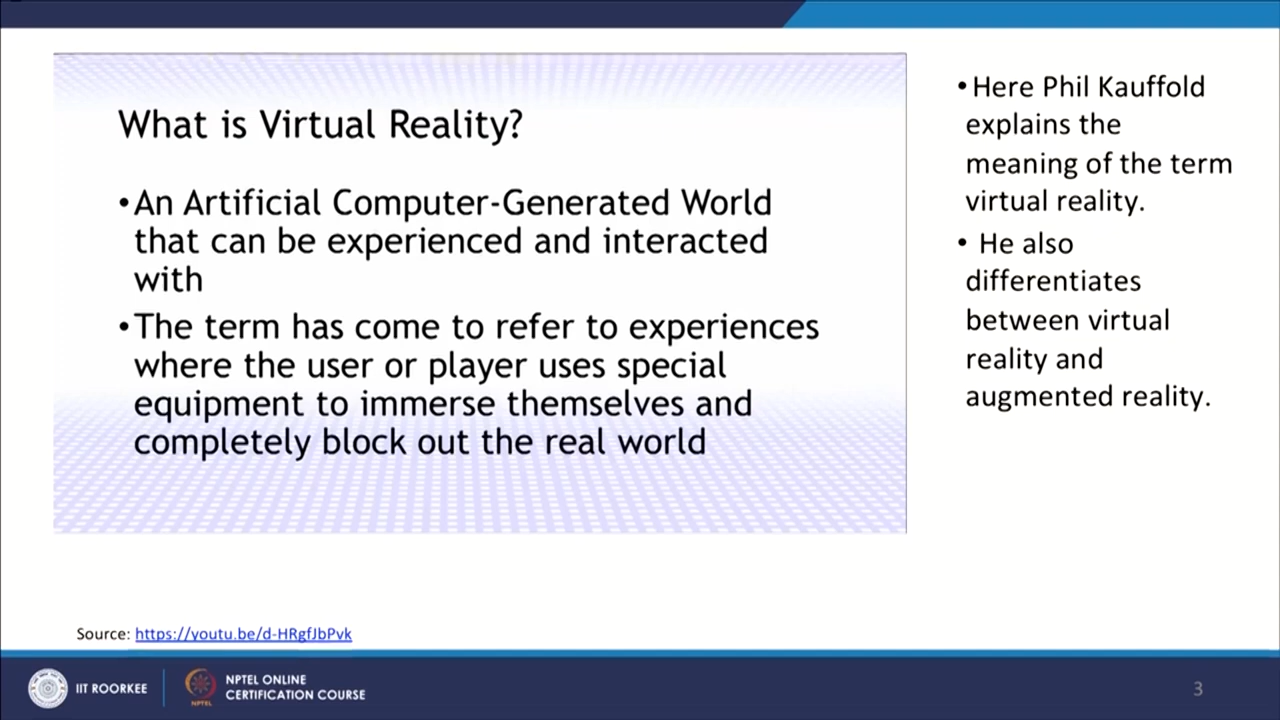 What is Virtual Reality?
•An Artificial Computer-Generated World
that can be experienced and interacted
with
•The term has come to refer to experiences
where the user or player uses special
equipment to immerse themselves and
completely block out the real world
•Here Phil Kauffold
explains the
meaning of the term
virtual reality.
• He also
differentiates
between virtual
reality and
augmented reality.
Source: https://youtu.be/d-HRgfJbPvk
IIT ROORKEE
NPTEL
NPTEL ONLINE
CERTIFICATION COURSE
3